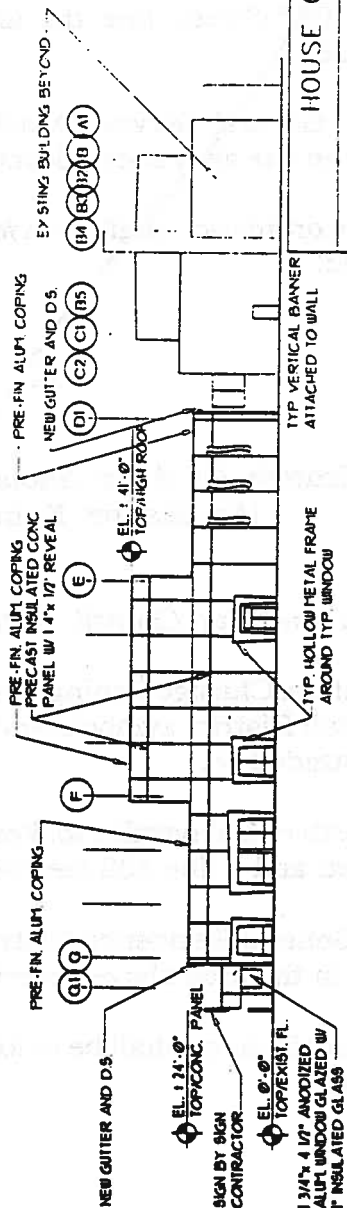 NEW GUTTER AND DS.
EL. : 24'-0"
TOP/CONC. PANEL
SIGN BY SIGN
CONTRACTOR
EL. 0'-0"
TOP/EXIST. FL.
1 3/4"x 4 1/2" ANODIZED
ALUM. WINDOW GLAZED W/
1" INSULATED GLASS
G1
G
PRE-FIN. ALUM. COPING
F
PRE-FIN. ALUM. COPING
PRECAST INSULATED CONC.
PANEL W/ 1 4"x 1/2" REVEAL
E
EL. : 41'-0"
TOP/HIGH ROOF
TYP. HOLLOW METAL FRAME
AROUND TYP. WINDOW
PRE-FIN ALUM. COPING
NEW GUTTER AND D.S.
D1
C2
C1
B5
TYP VERTICAL BANNER
ATTACHED TO WALL
EXISTING BUILDING BEYOND
B4
B3
B2
B
A1
HOUSE